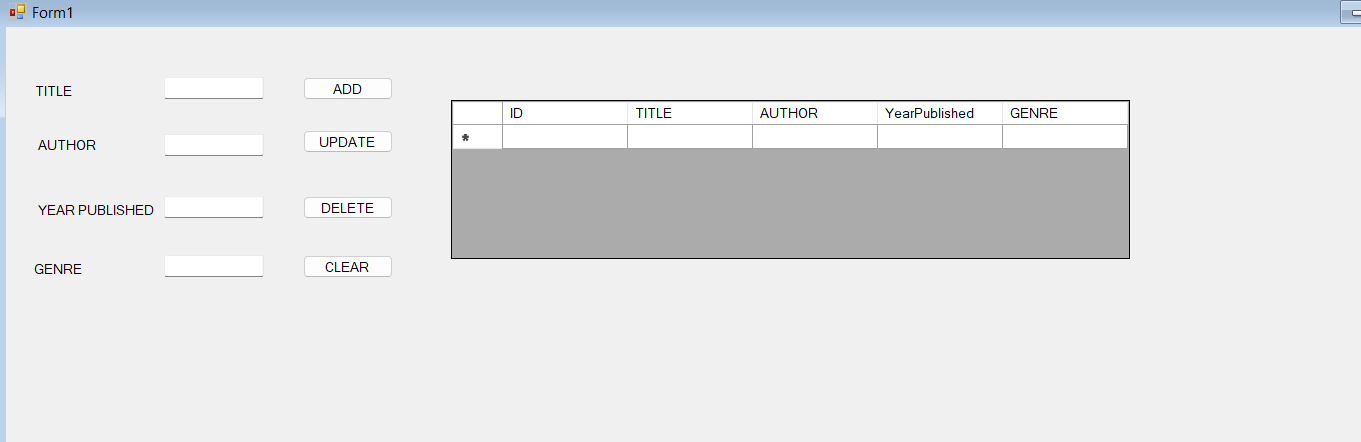 Form1
TITLE ADD
ID TITLE AUTHOR YearPublished GENRE
*
AUTHOR UPDATE
YEAR PUBLISHED DELETE
GENRE CLEAR